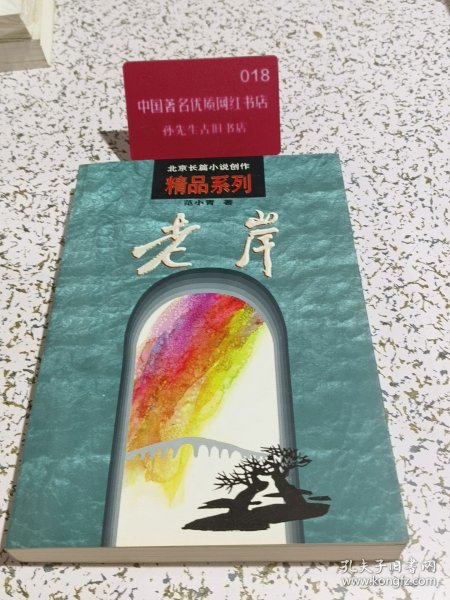 018
中国著名优质网红书店
孙先生古旧书店
北京长篇小说创作
精品系列
范小青 著
老岸
孔夫子旧书网
www.kongfz.com